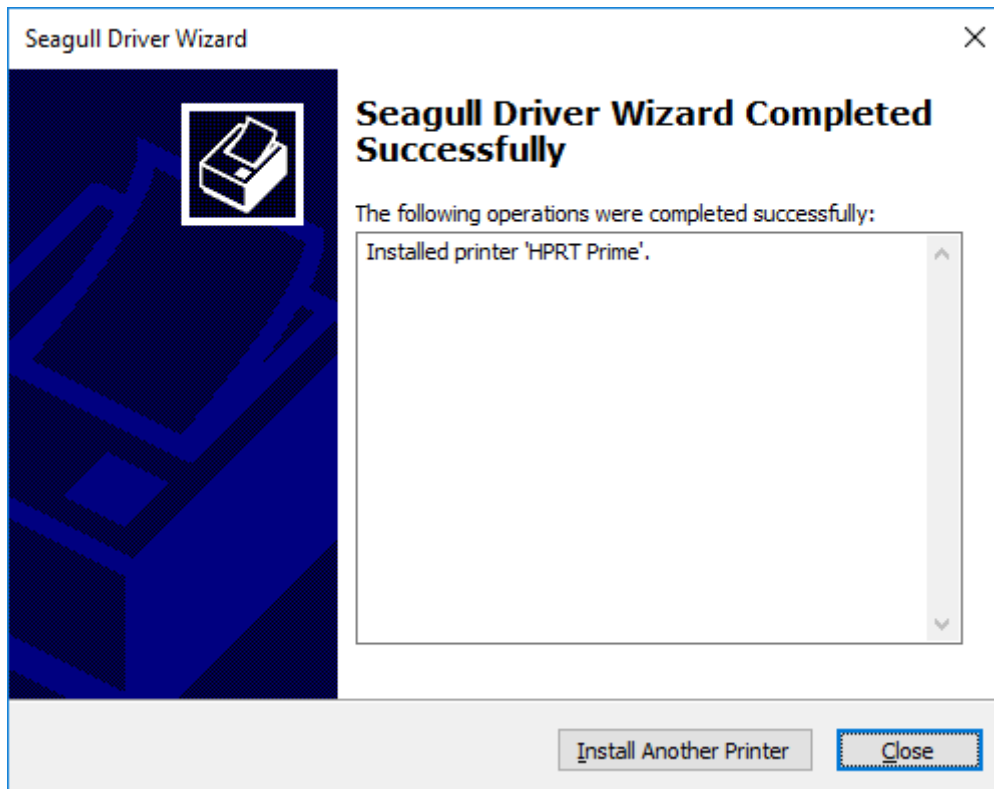 Seagull Driver Wizard
Seagull Driver Wizard Completed
Successfully
The following operations were completed successfully:
Installed printer 'HPRT Prime'.
Install Another Printer
Close